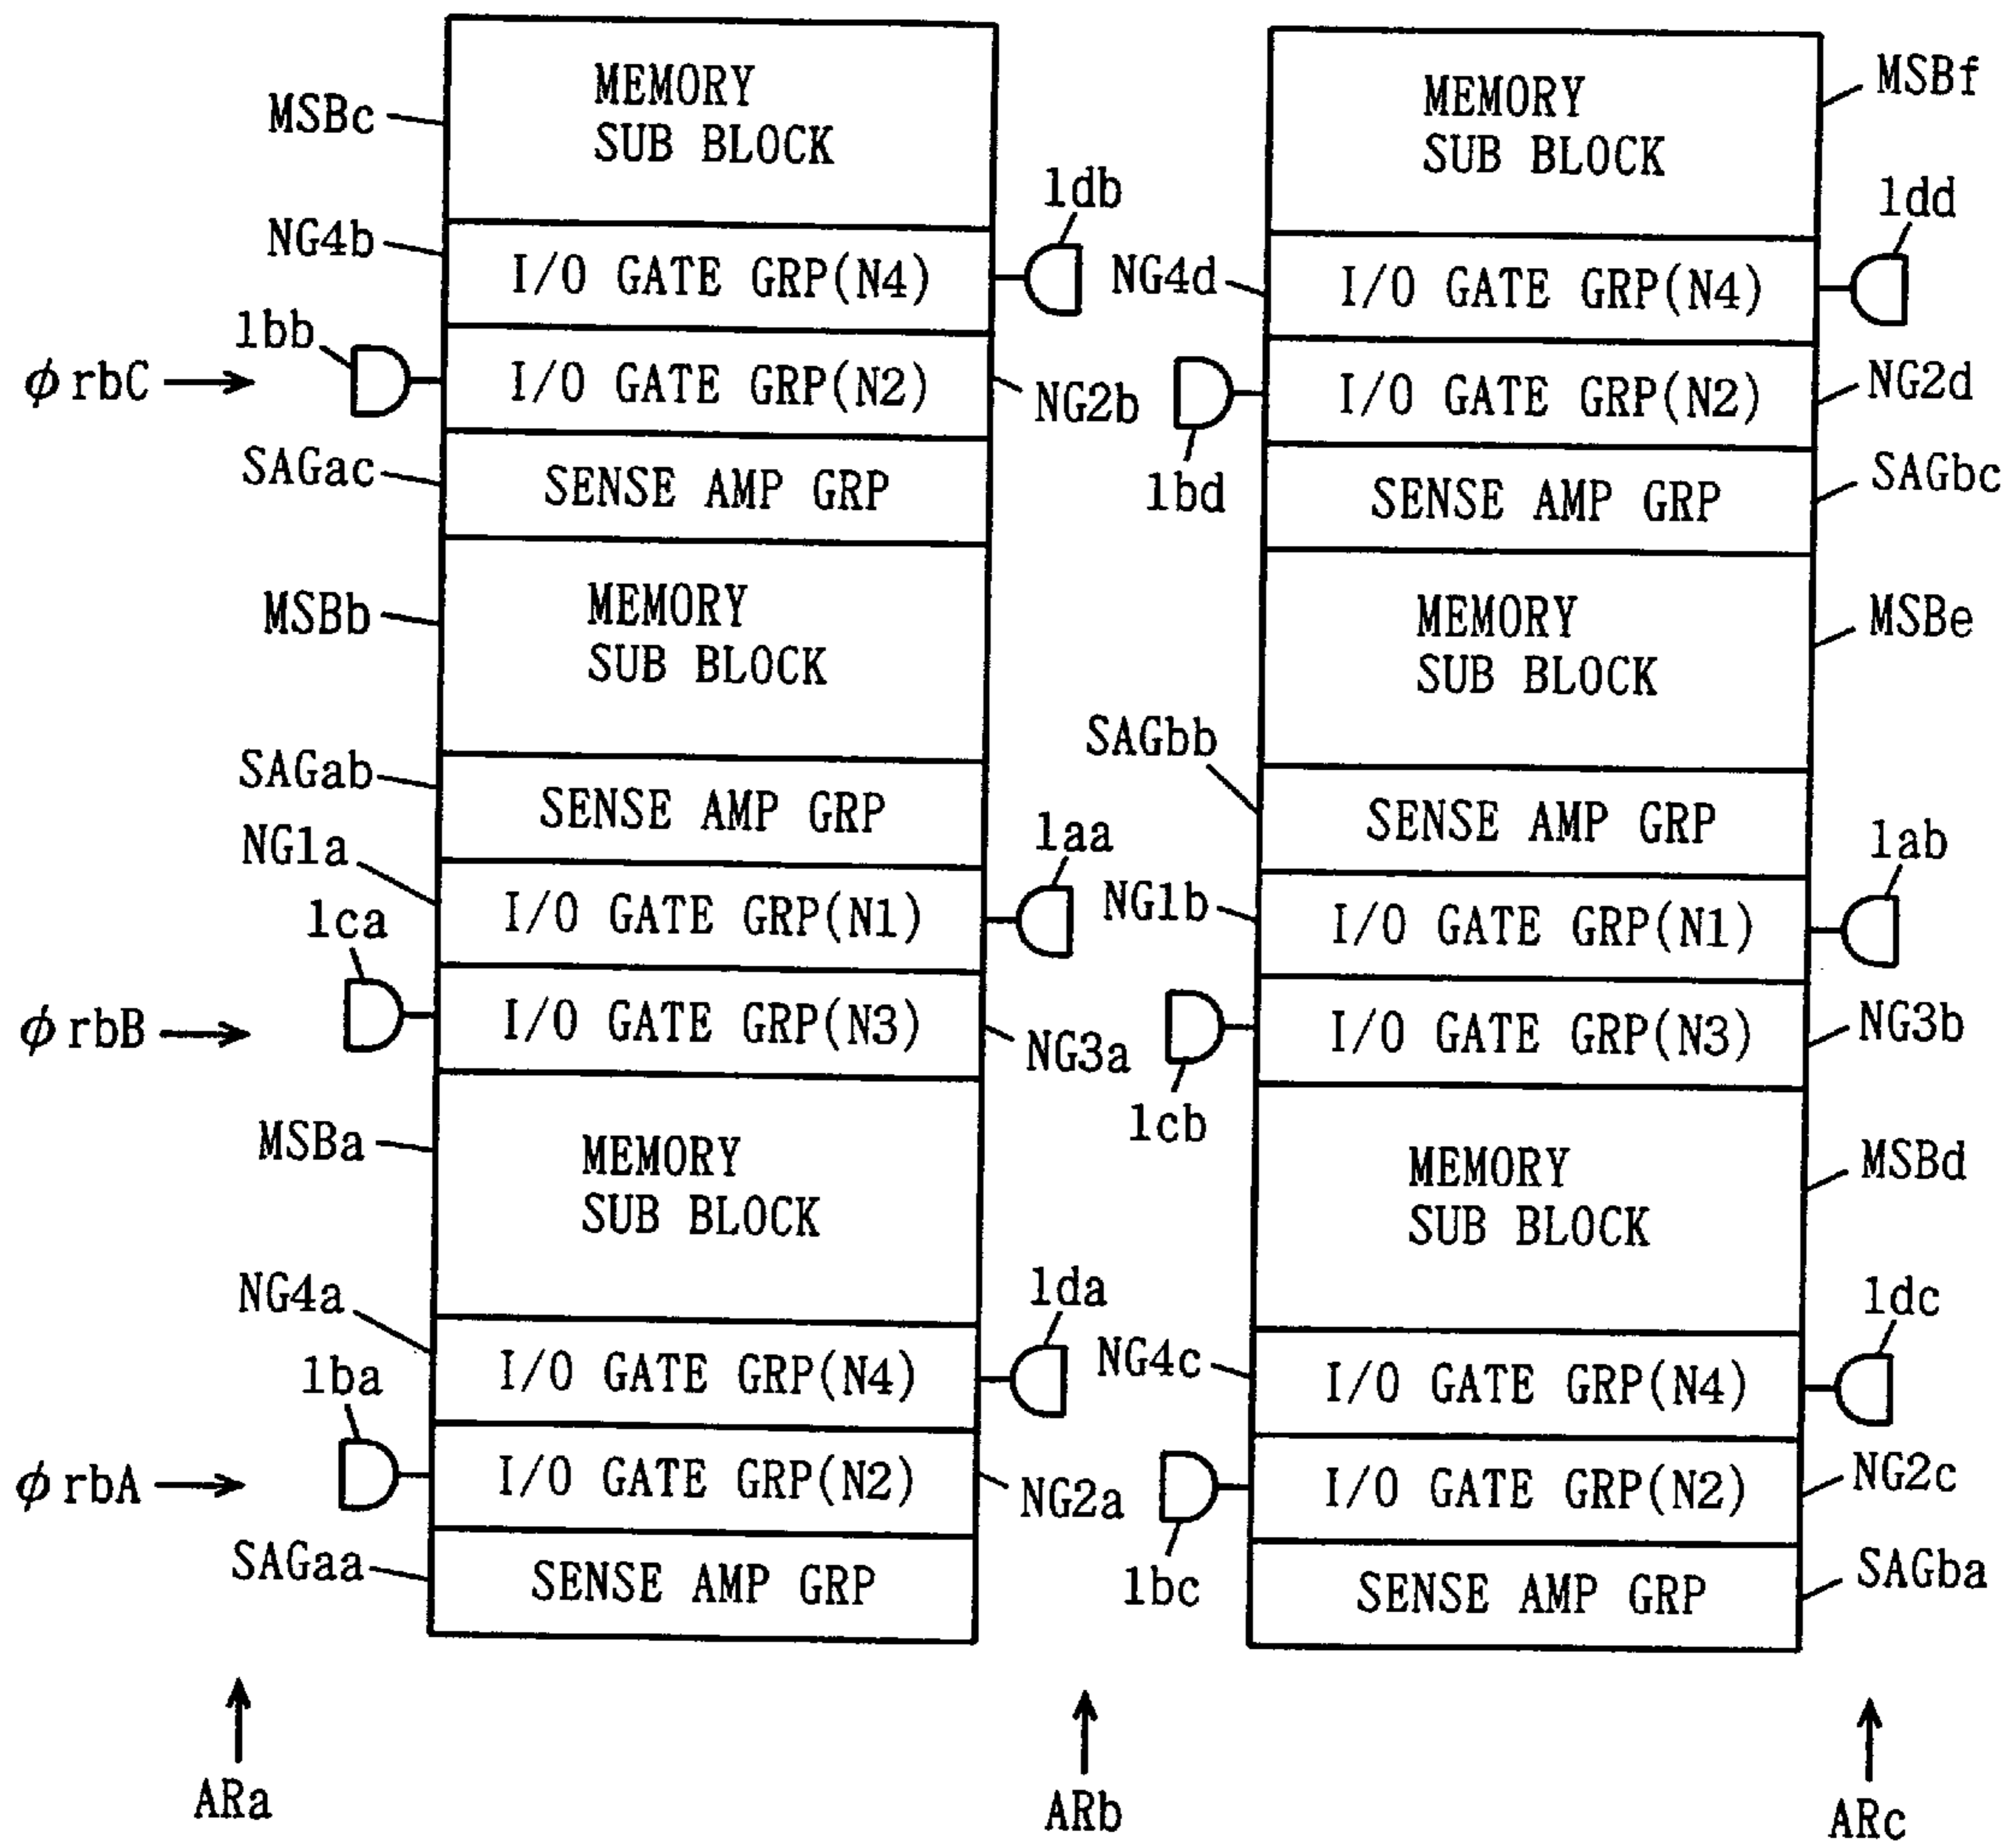 MEMORY
SUB BLOCK
MSBc
MEMORY
SUB BLOCK
MSBf
1db
1dd
NG4b
I/O GATE GRP(N4)
NG4d
I/O GATE GRP(N4)
1bb
ϕrbC
I/O GATE GRP(N2)
NG2b
I/O GATE GRP(N2)
NG2d
SAGac
SENSE AMP GRP
1bd
SENSE AMP GRP
SAGbc
MSBb
MEMORY
SUB BLOCK
MEMORY
SUB BLOCK
MSBe
SAGab
SENSE AMP GRP
SAGbb
SENSE AMP GRP
NG1a
1aa
1ab
1ca
I/O GATE GRP(N1)
NG1b
I/O GATE GRP(N1)
ϕrbB
I/O GATE GRP(N3)
NG3a
I/O GATE GRP(N3)
NG3b
1cb
MSBa
MEMORY
SUB BLOCK
MEMORY
SUB BLOCK
MSBd
NG4a
1da
1dc
1ba
I/O GATE GRP(N4)
NG4c
I/O GATE GRP(N4)
ϕrbA
I/O GATE GRP(N2)
NG2a
I/O GATE GRP(N2)
NG2c
SAGaa
SENSE AMP GRP
1bc
SENSE AMP GRP
SAGba
ARa
ARb
ARc